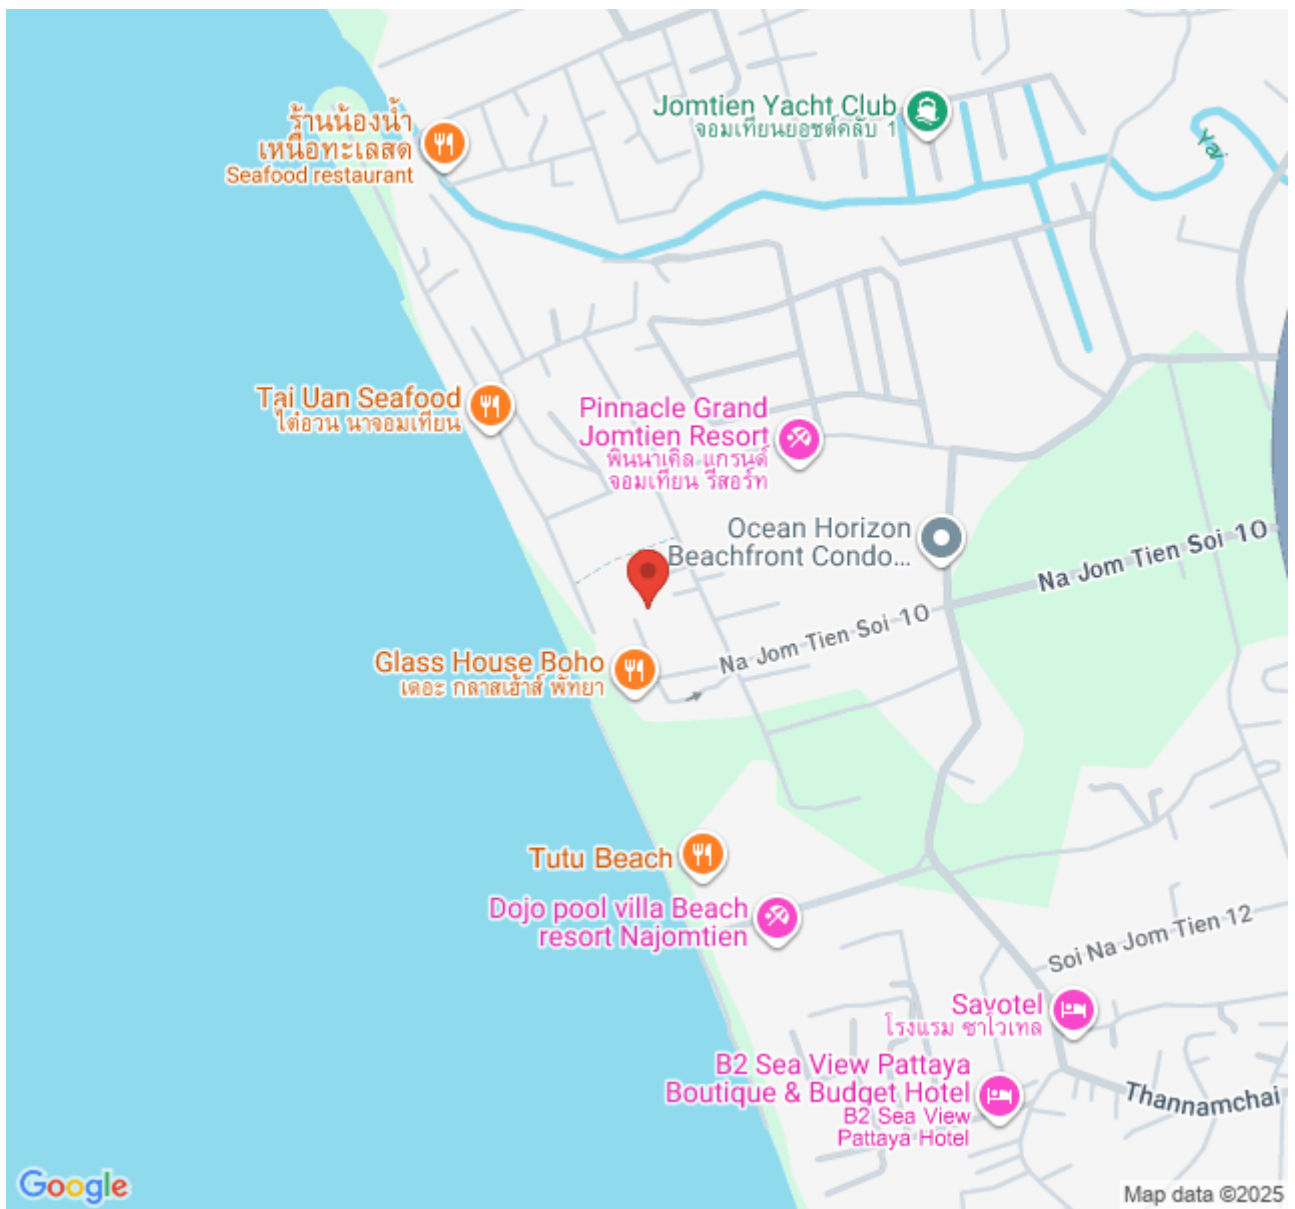 Jomtien Yacht Club
จอมเทียนยอชต์คลับ 1
ร้านน้องน้ำ
เหนือทะเลสด
Seafood restaurant
Yai
Tai Uan Seafood
ไต๋อวน นาจอมเทียน
Pinnacle Grand
Jomtien Resort
พินนาเคิล แกรนด์
จอมเทียน รีสอร์ท
Ocean Horizon
Beachfront Condo...
Na Jom Tien Soi 10
Na Jom Tien Soi 10
Glass House Boho
เดอะ กลาสเฮ้าส์ พัทยา
Tutu Beach
Dojo pool villa Beach
resort Najomtien
Soi Na Jom Tien 12
Savotel
โรงแรม ซาโวเทล
B2 Sea View Pattaya
Boutique & Budget Hotel
B2 Sea View
Pattaya Hotel
Thannamchai
Google
Map data ©2025